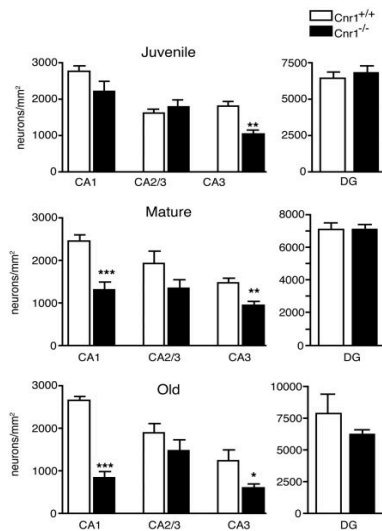 Cnr1+/+
Cnr1-/-
Juvenile
neurons/mm²
3000
2000
1000
0
**
CA1 CA2/3 CA3
7500
5000
2500
0
DG
Mature
neurons/mm²
3000
2000
1000
0
***
**
CA1 CA2/3 CA3
8000
6000
4000
2000
0
DG
Old
neurons/mm²
3000
2000
1000
0
***
*
CA1 CA2/3 CA3
10000
7500
5000
2500
0
DG